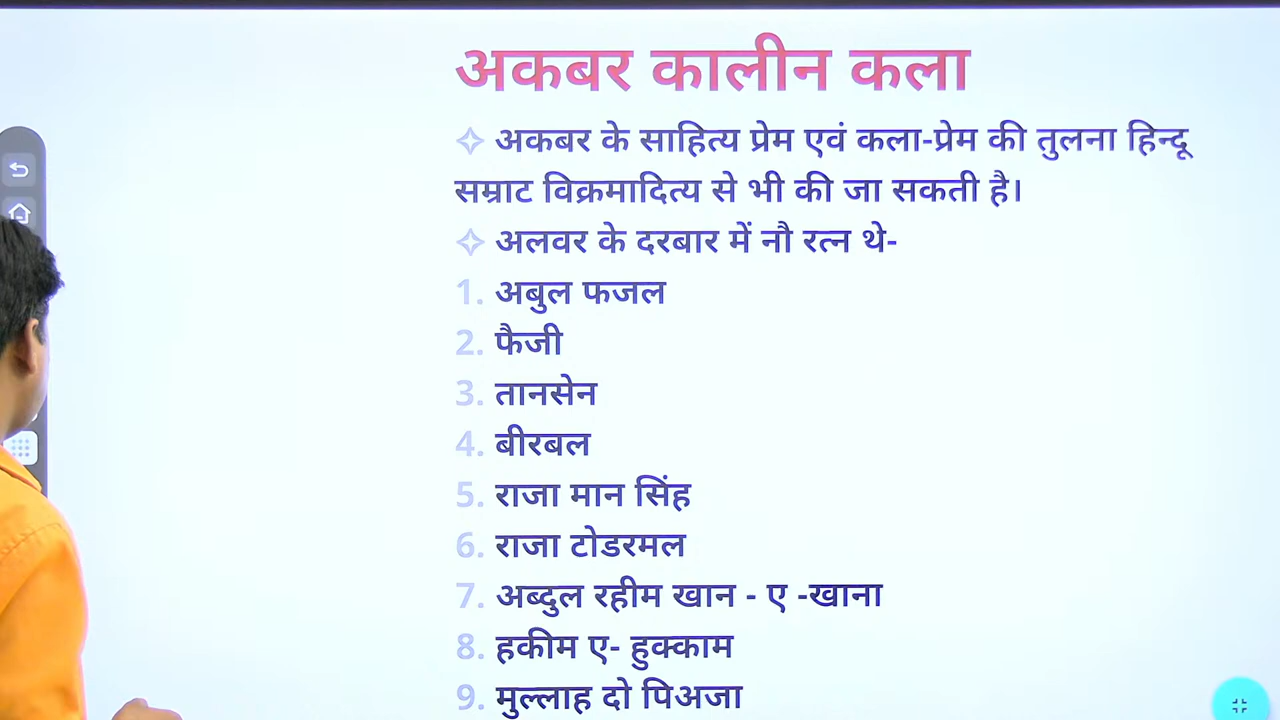 अकबर कालीन कला
✧ अकबर के साहित्य प्रेम एवं कला-प्रेम की तुलना हिन्दू
सम्राट विक्रमादित्य से भी की जा सकती है।
✧ अलवर के दरबार में नौ रत्न थे-
1. अबुल फजल
2. फैजी
3. तानसेन
4. बीरबल
5. राजा मान सिंह
6. राजा टोडरमल
7. अब्दुल रहीम खान - ए -खाना
8. हकीम ए- हुक्काम
9. मुल्लाह दो पिअजा